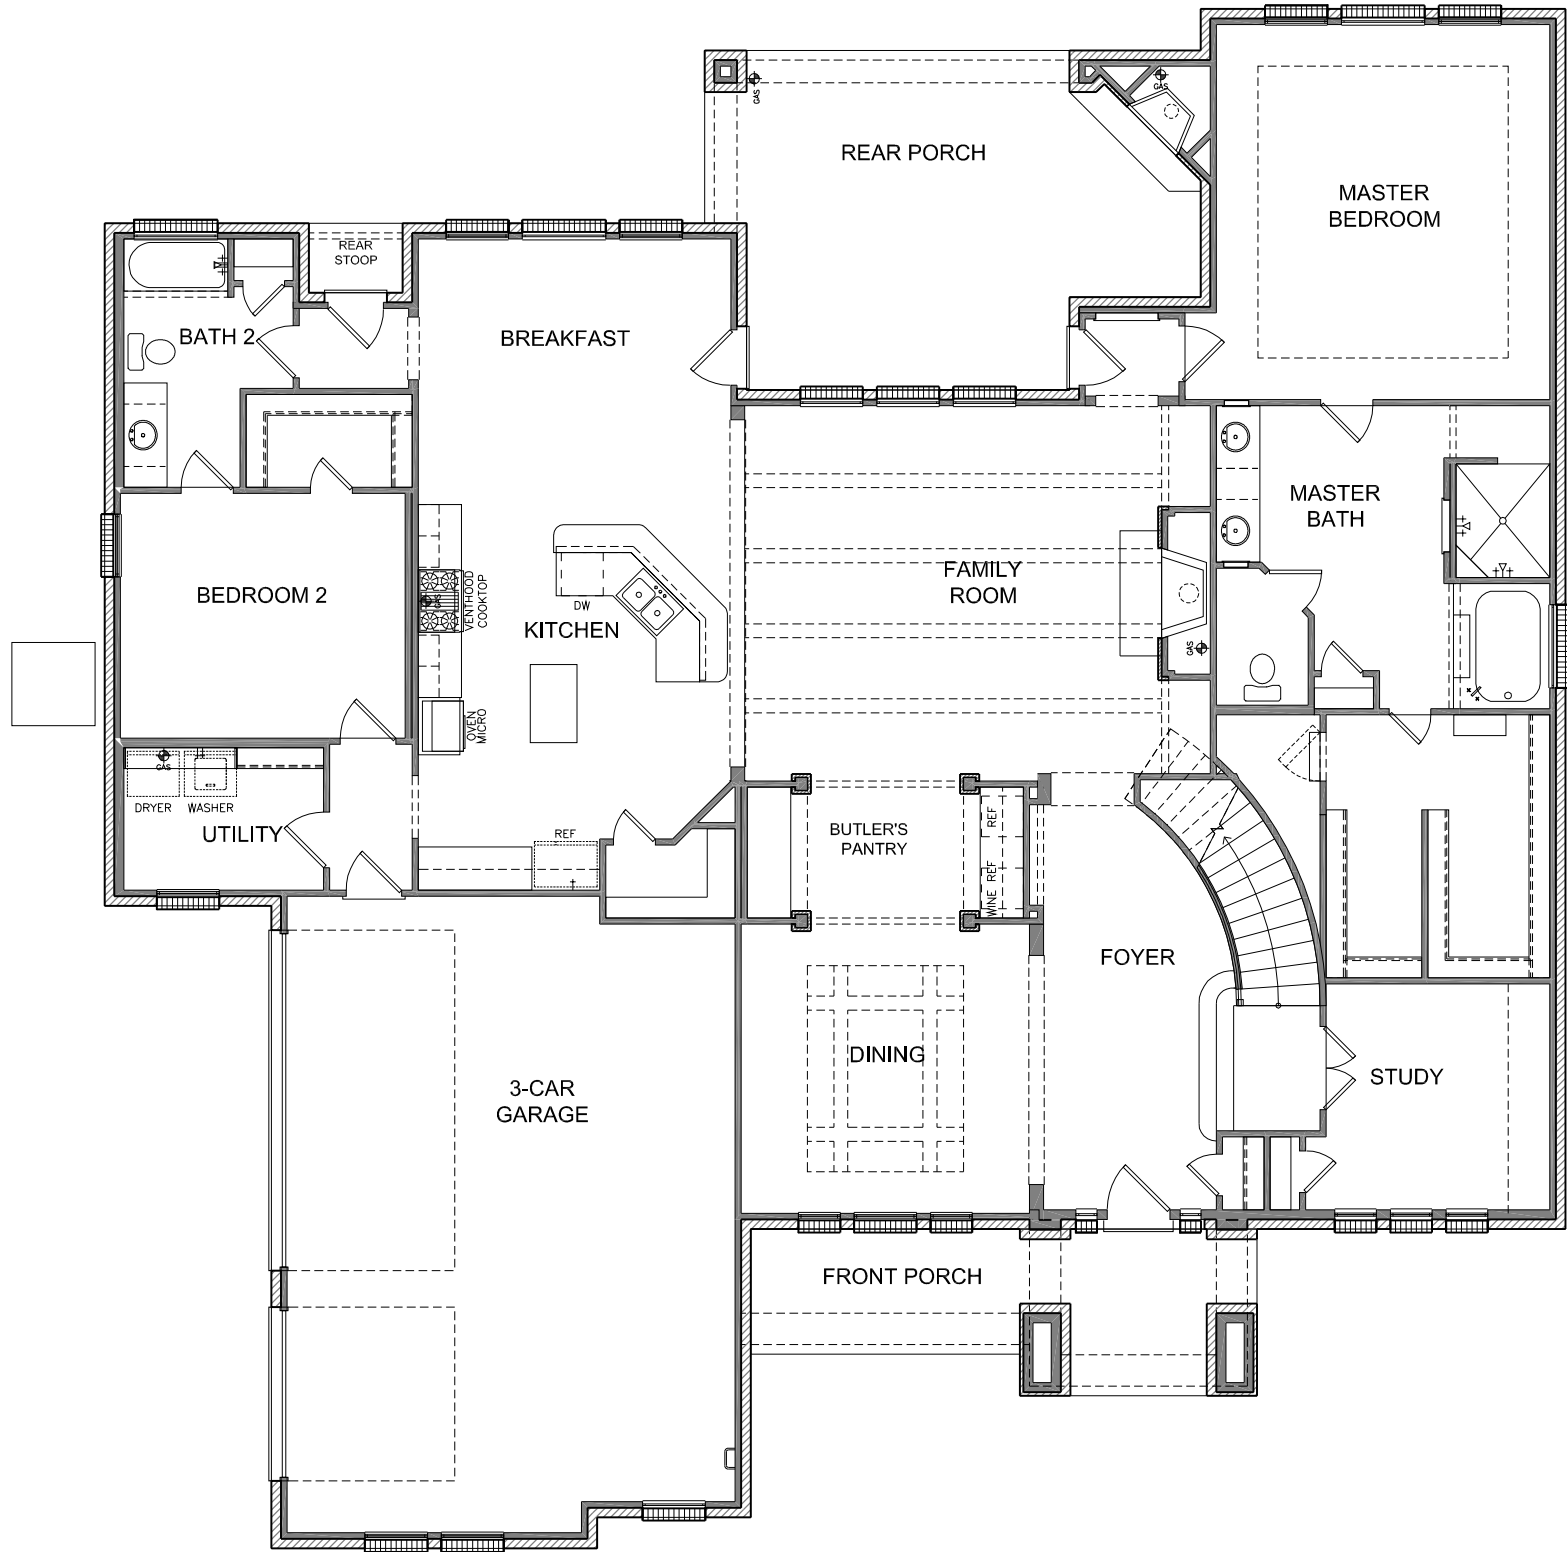 GAS
GAS
REAR PORCH
MASTER
BEDROOM
REAR
STOOP
BATH 2
BREAKFAST
MASTER
BATH
FAMILY
ROOM
BEDROOM 2
GAS
VENTHOOD
COOKTOP
DW
KITCHEN
GAS
OVEN
MICRO
GAS
DRYER
WASHER
UTILITY
REF
BUTLER'S
PANTRY
REF
WINE REF
FOYER
DINING
STUDY
3-CAR
GARAGE
FRONT PORCH